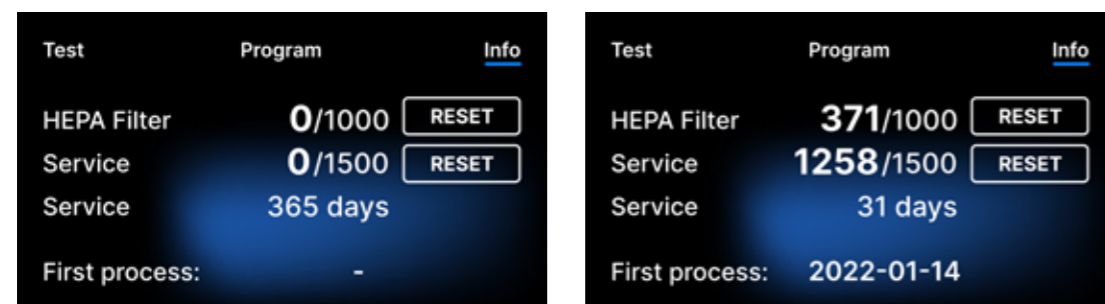 Test Program Info
HEPA Filter 0/1000 RESET
Service 0/1500 RESET
Service 365 days
First process: -
Test Program Info
HEPA Filter 371/1000 RESET
Service 1258/1500 RESET
Service 31 days
First process: 2022-01-14